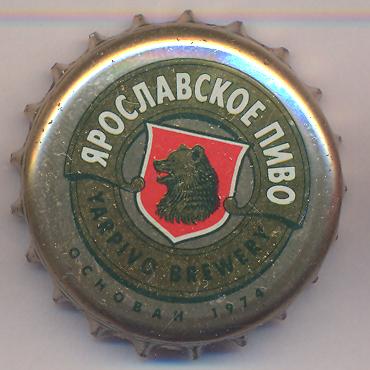 ЯРОСЛАВСКОЕ ПИВО
YARPIVO BREWERY
ОСНОВАН 1974